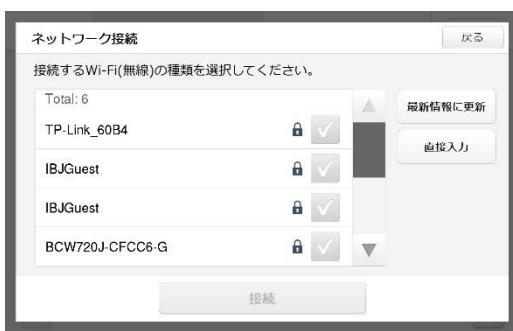 ネットワーク接続
戻る
接続するWi-Fi(無線)の種類を選択してください。
Total: 6
最新情報に更新
TP-Link_60B4
直接入力
IBJGuest
IBJGuest
BCW720J-CFCC6-G
接続